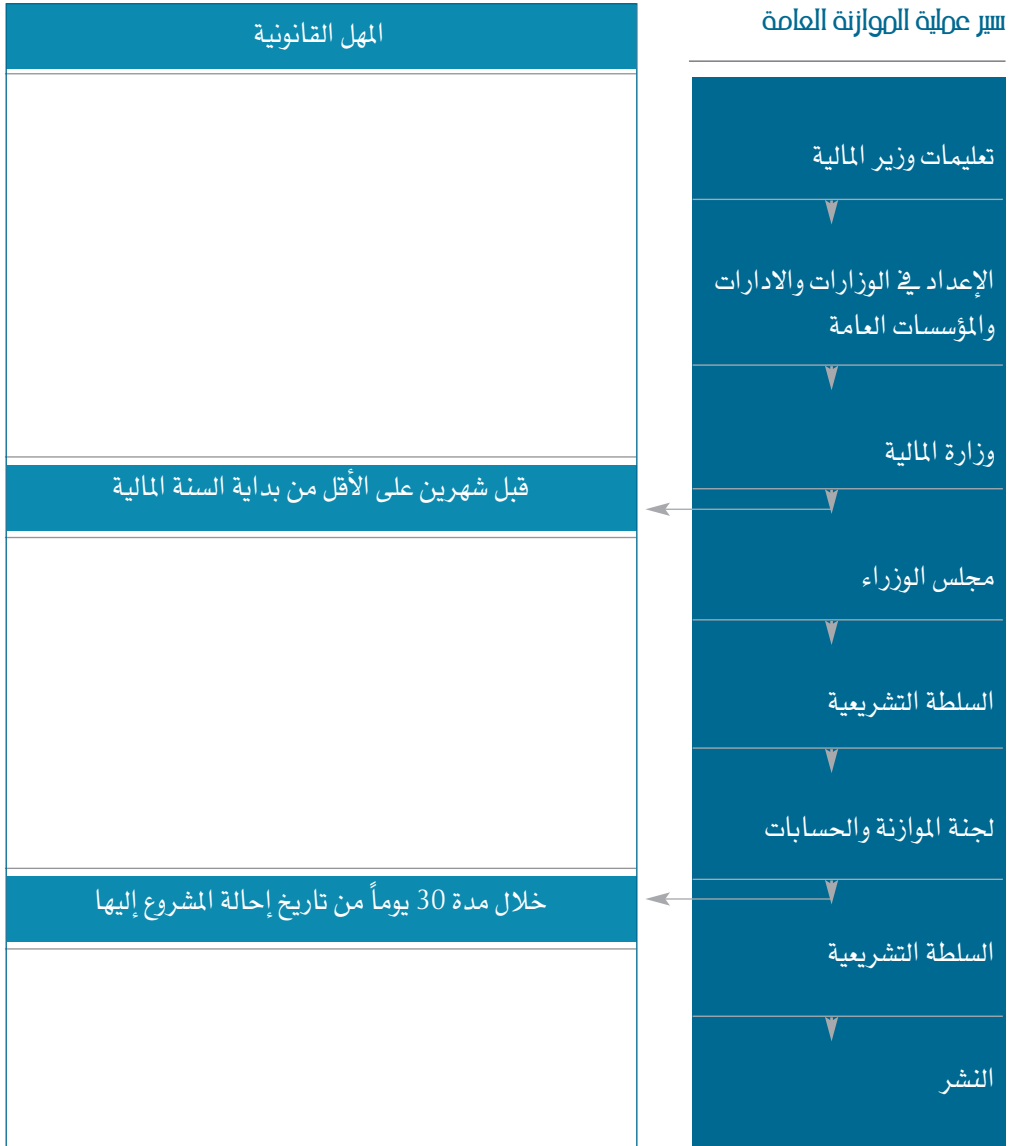 سير عملية الموازنة العامة
المهل القانونية
تعليمات وزير المالية
الإعداد في الوزارات والادارات
والمؤسسات العامة
وزارة المالية
قبل شهرين على الأقل من بداية السنة المالية
مجلس الوزراء
السلطة التشريعية
لجنة الموازنة والحسابات
خلال مدة 30 يوماً من تاريخ إحالة المشروع إليها
السلطة التشريعية
النشر